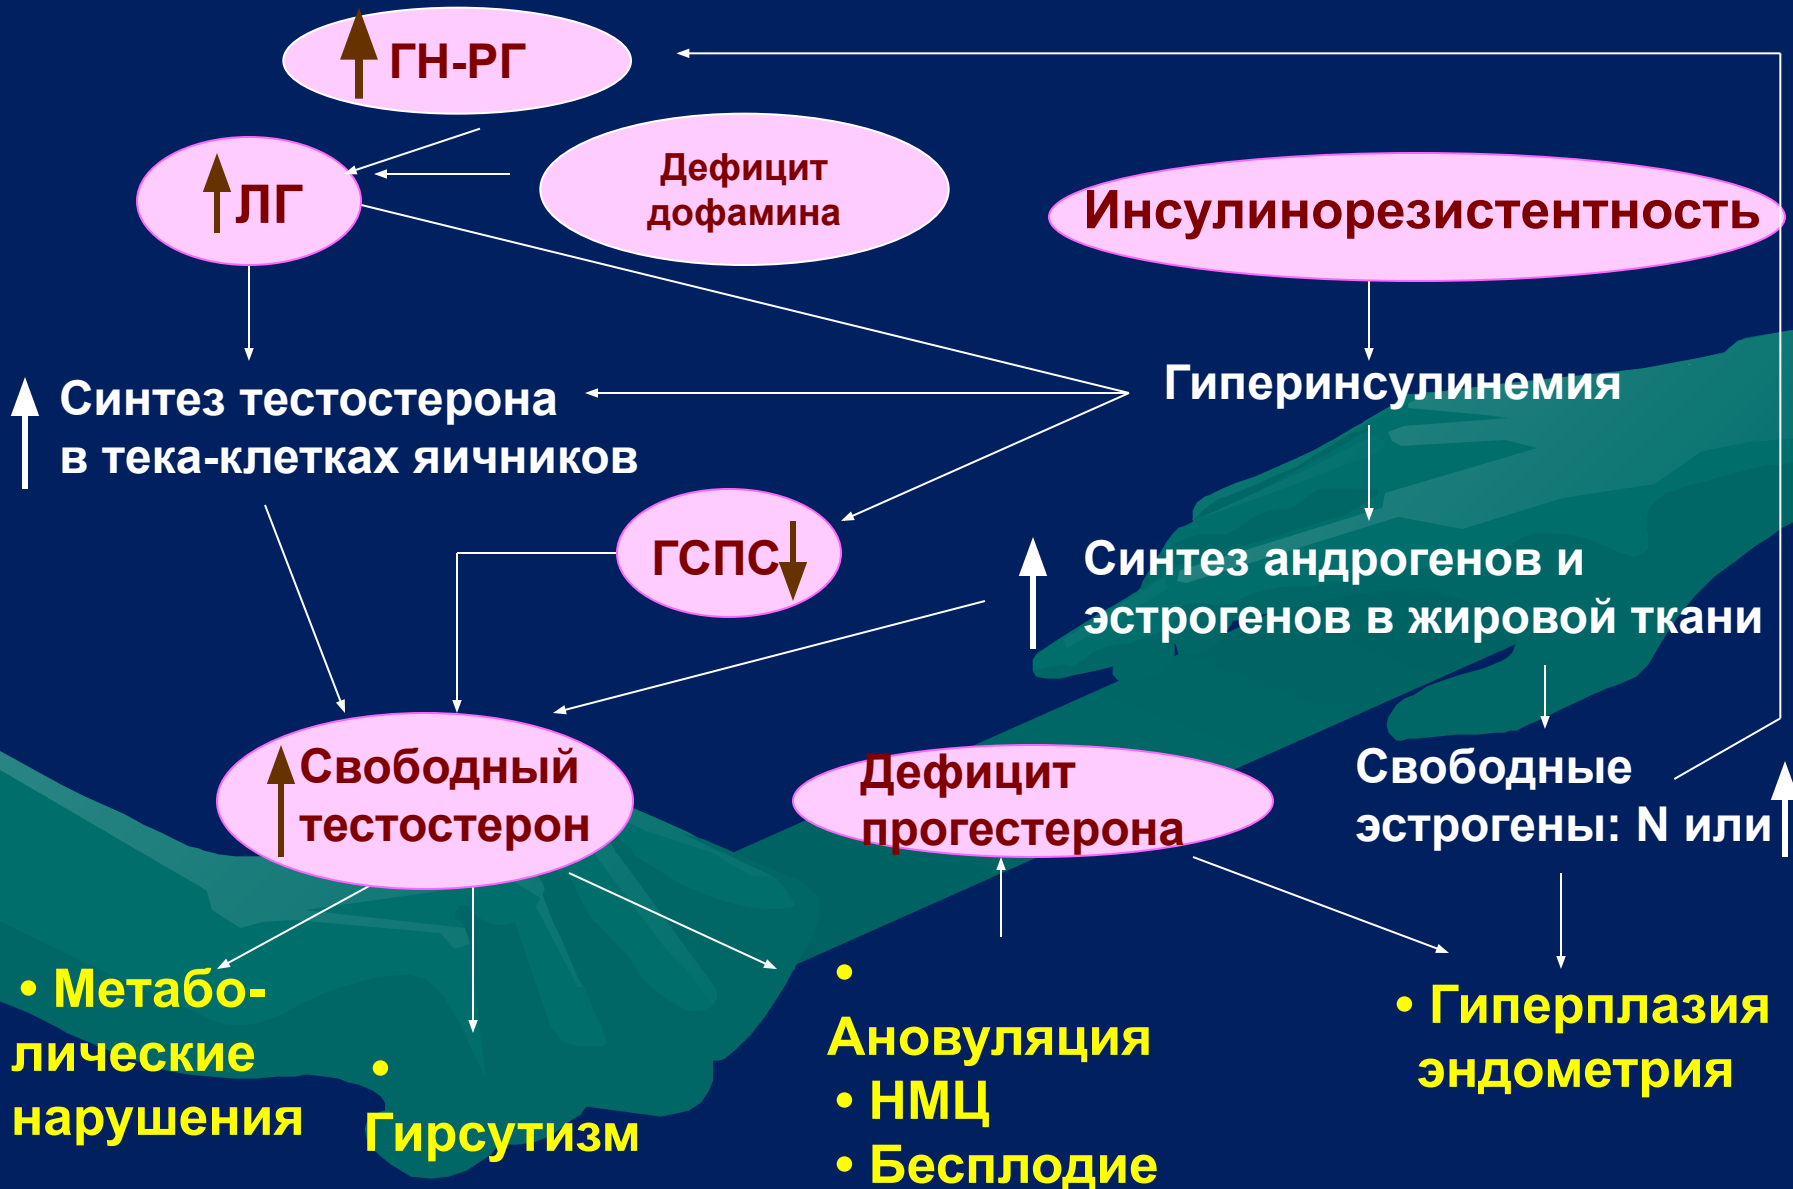 ГН-РГ
Дефицит
дофамина
ЛГ
Инсулинорезистентность
Синтез тестостерона
в тека-клетках яичников
Гиперинсулинемия
ГСПС
Синтез андрогенов и
эстрогенов в жировой ткани
Свободный
тестостерон
Дефицит
прогестерона
Свободные
эстрогены: N или
• Метабо-
лические
нарушения
•
Гирсутизм
•
Ановуляция
• НМЦ
• Бесплодие
• Гиперплазия
эндометрия